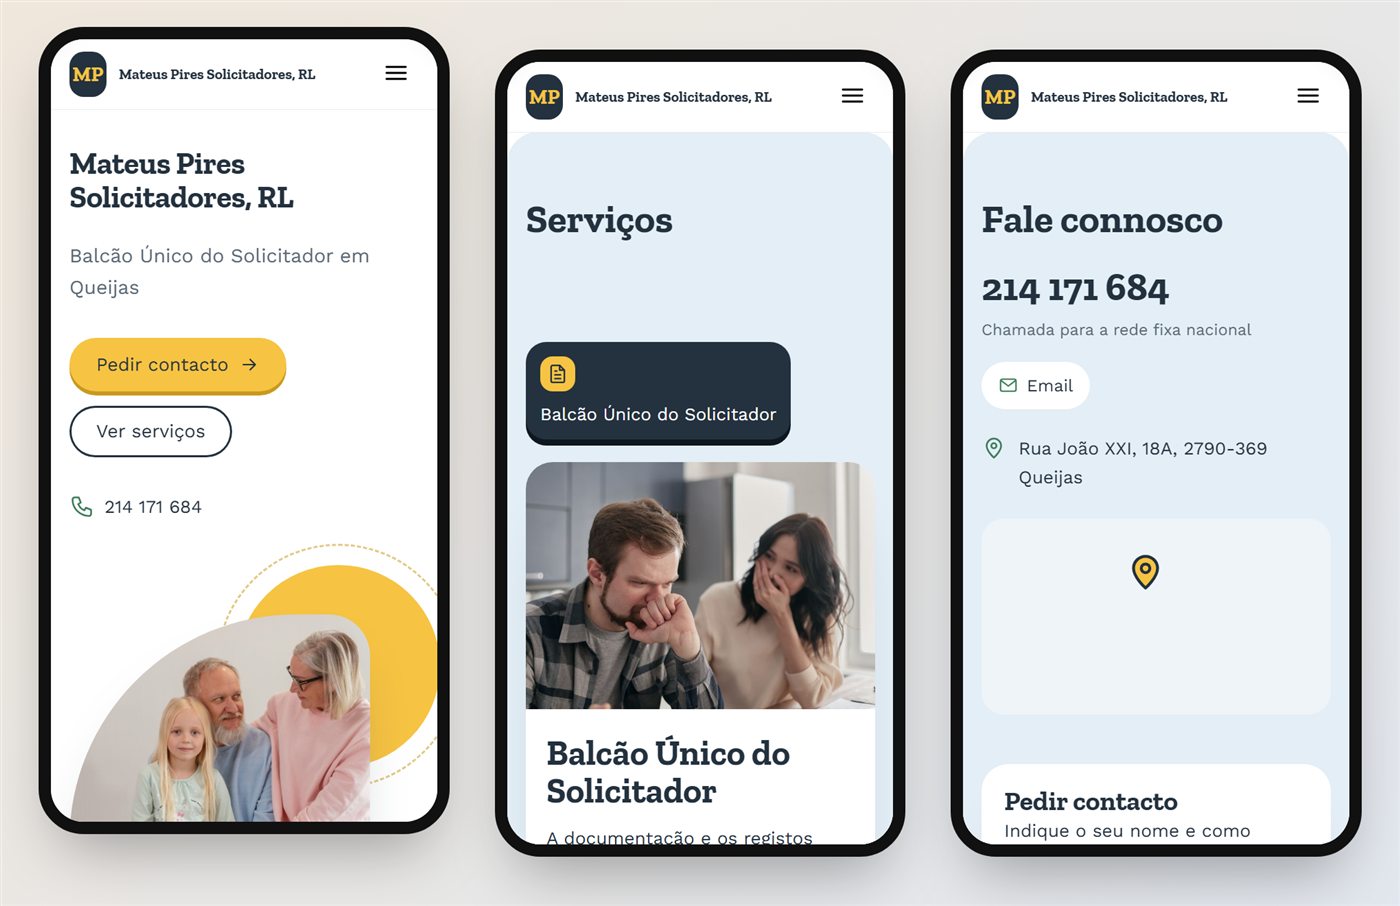 MP
Mateus Pires Solicitadores, RL
Mateus Pires
Solicitadores, RL
Balcão Único do Solicitador em
Queijas
Pedir contacto
Ver serviços
214 171 684
MP
Mateus Pires Solicitadores, RL
Serviços
Balcão Único do Solicitador
Balcão Único do
Solicitador
A documentação e os registos
MP
Mateus Pires Solicitadores, RL
Fale connosco
214 171 684
Chamada para a rede fixa nacional
Email
Rua João XXI, 18A, 2790-369
Queijas
Pedir contacto
Indique o seu nome e como